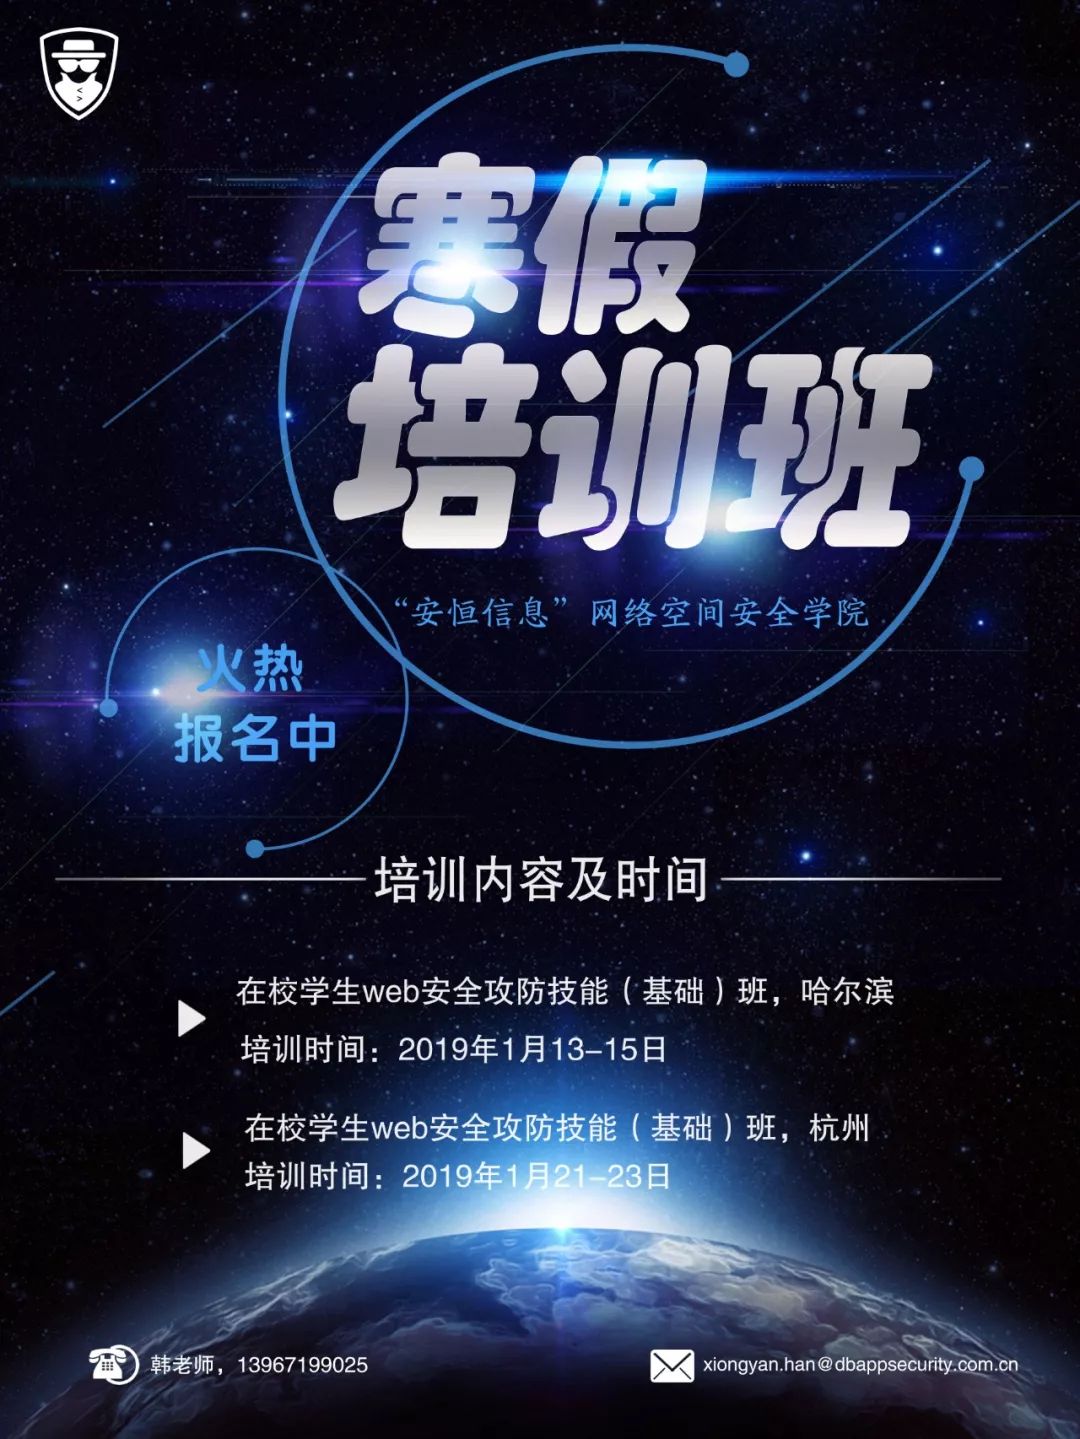 寒假
培训班
“安恒信息”网络空间安全学院
火热
报名中
培训内容及时间
在校学生web安全攻防技能（基础）班，哈尔滨
培训时间：2019年1月13-15日
在校学生web安全攻防技能（基础）班，杭州
培训时间：2019年1月21-23日
韩老师，13967199025
xiongyan.han@dbappsecurity.com.cn